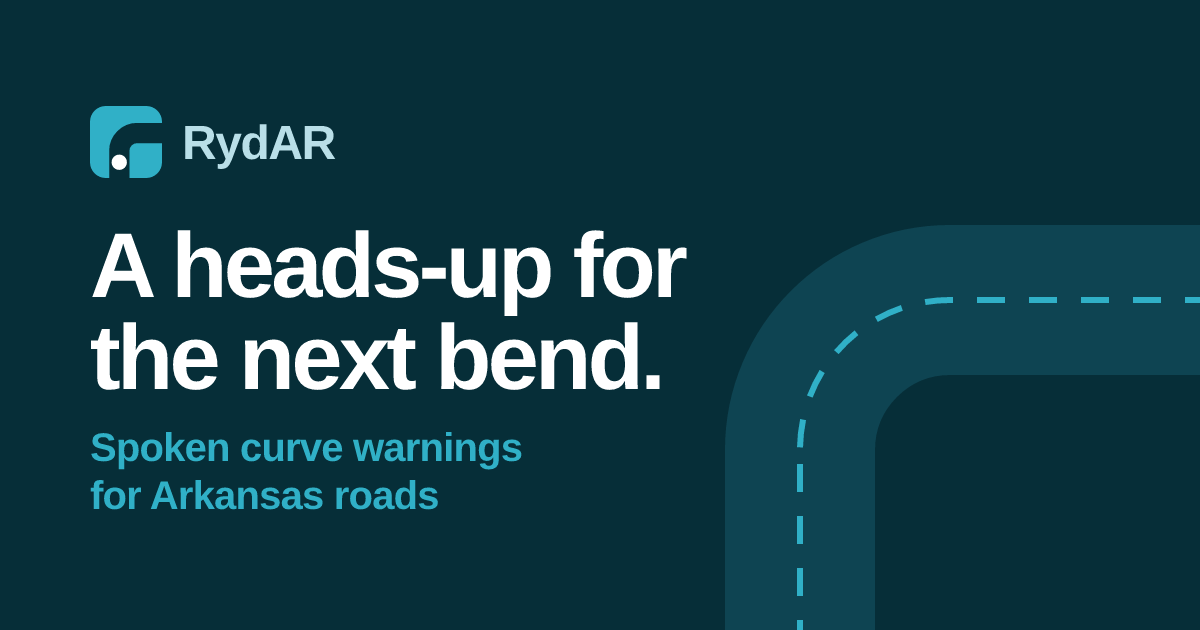 RydAR
A heads-up for
the next bend.
Spoken curve warnings
for Arkansas roads